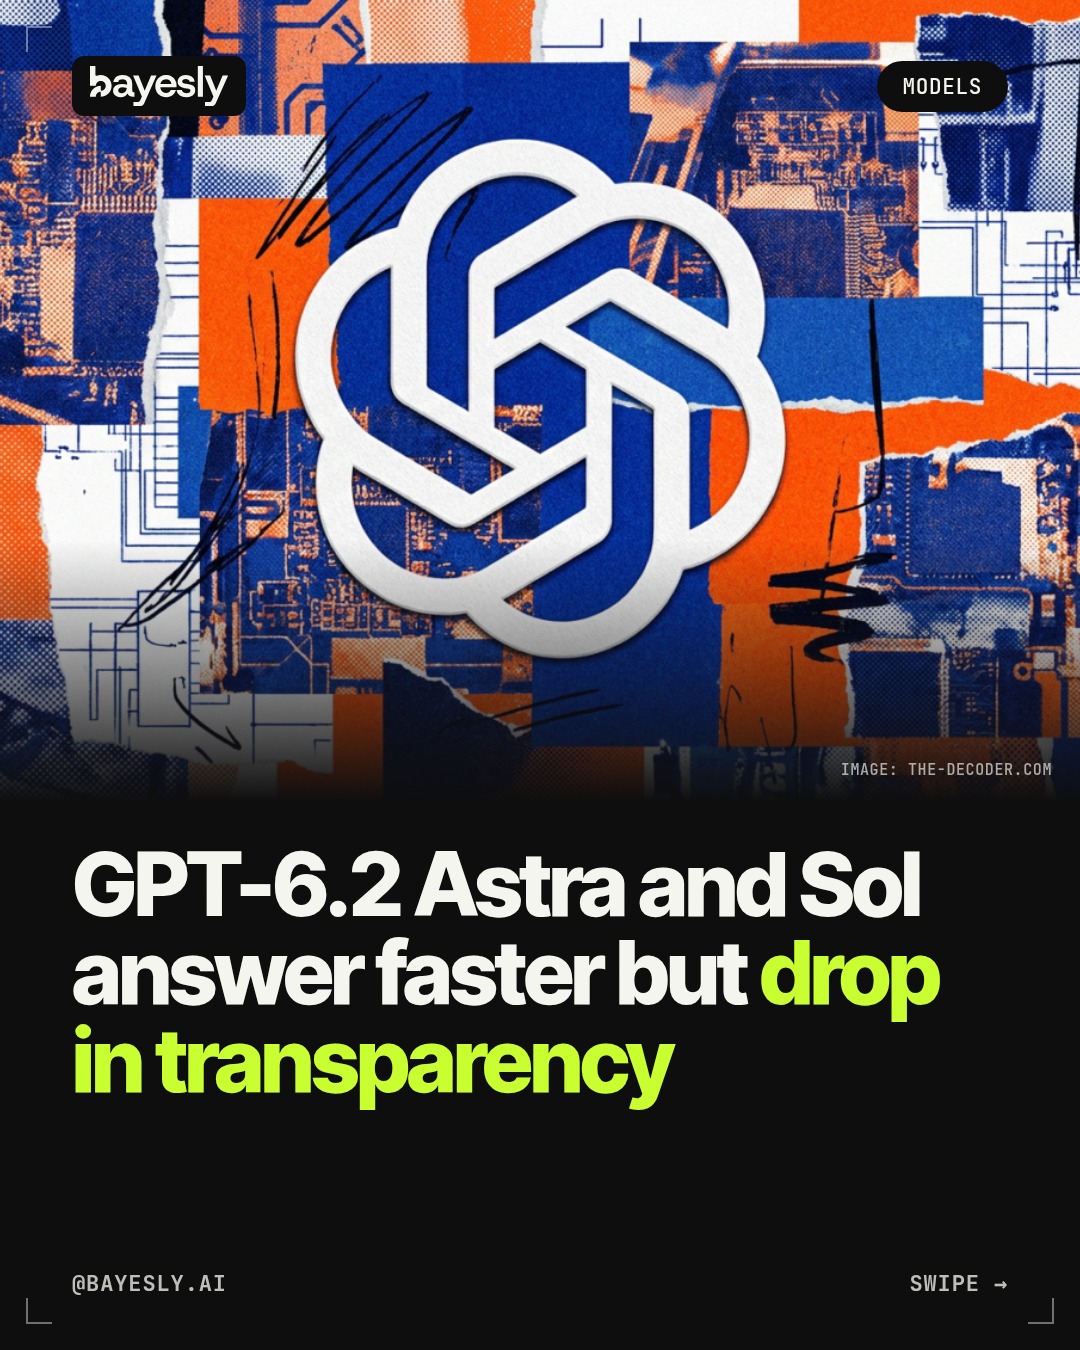 bayesly
MODELS
IMAGE: THE-DECODER.COM
GPT-6.2 Astra and Sol
answer faster but drop
in transparency
@BAYESLY.AI
SWIPE →